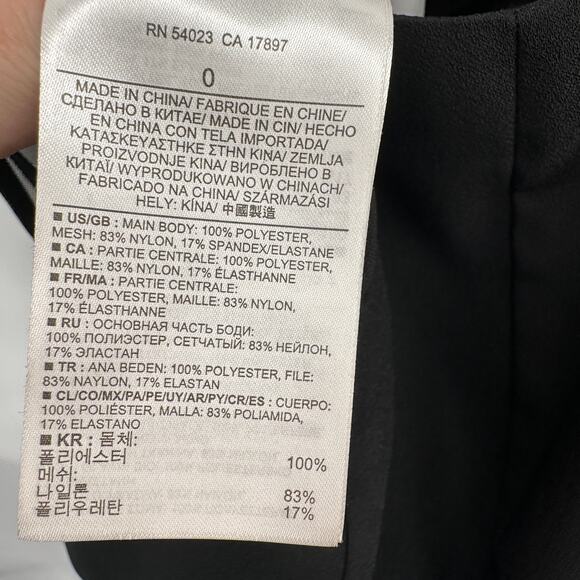 RN 54023 CA 17897
0
MADE IN CHINA/ FABRIQUE EN CHINE/
СДЕЛАНО В КИТАЕ/ MADE IN CIN/ HECHO
EN CHINA CON TELA IMPORTADA/
ΚΑΤΑΣΚΕΥΑΣΤΗΚΕ ΣΤΗΝ ΚΙΝΑ/ ZEMLJA
PROIZVODNJE KINA/ ВИРОБЛЕНО В
КИТАЇ/ WYPRODUKOWANO W CHINACH/
FABRICADO NA CHINA/ SZÁRMAZÁSI
HELY: KÍNA/ 中國製造
■ US/GB : MAIN BODY: 100% POLYESTER,
MESH: 83% NYLON, 17% SPANDEX/ELASTANE
■ CA : PARTIE CENTRALE: 100% POLYESTER,
MAILLE: 83% NYLON, 17% ÉLASTHANNE
■ FR/MA : PARTIE CENTRALE:
100% POLYESTER, MAILLE: 83% NYLON,
17% ÉLASTHANNE
■ RU : ОСНОВНАЯ ЧАСТЬ БОДИ:
100% ПОЛИЭСТЕР, СЕТЧАТЫЙ: 83% НЕЙЛОН,
17% ЭЛАСТАН
■ TR : ANA BEDEN: 100% POLYESTER, FILE:
83% NAYLON, 17% ELASTAN
■ CL/CO/MX/PA/PE/UY/AR/PY/CR/ES : CUERPO:
100% POLIÉSTER, MALLA: 83% POLIAMIDA,
17% ELASTANO
■ KR : 몸체:
폴리에스터 100%
메쉬:
나일론 83%
폴리우레탄 17%